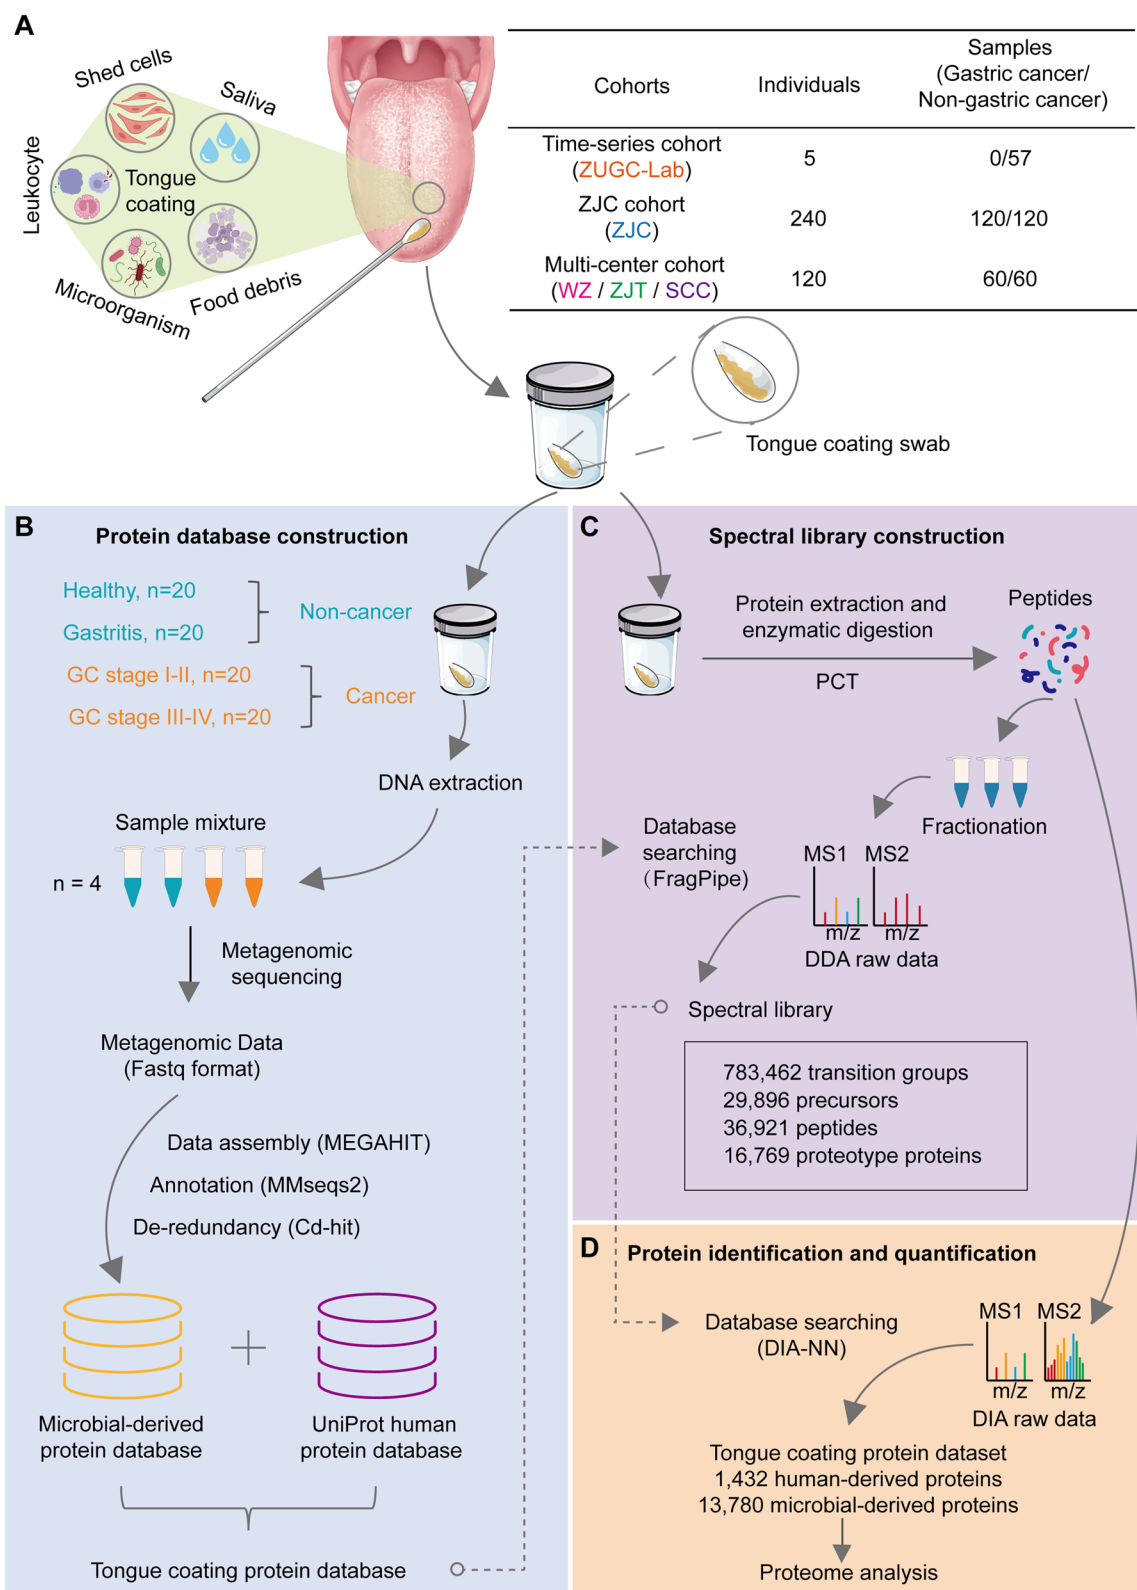 A
Shed cells
Saliva
Leukocyte
Tongue
coating
Microorganism
Food debris
Cohorts
Individuals
Samples
(Gastric cancer/
Non-gastric cancer)
Time-series cohort
(ZUGC-Lab)
5
0/57
ZJC cohort
(ZJC)
240
120/120
Multi-center cohort
(WZ / ZJT / SCC)
120
60/60
Tongue coating swab
B
Protein database construction
Healthy, n=20
Gastritis, n=20
Non-cancer
GC stage I-II, n=20
GC stage III-IV, n=20
Cancer
DNA extraction
Sample mixture
n = 4
Metagenomic
sequencing
Metagenomic Data
(Fastq format)
Data assembly (MEGAHIT)
Annotation (MMseqs2)
De-redundancy (Cd-hit)
Microbial-derived
protein database
UniProt human
protein database
Tongue coating protein database
C
Spectral library construction
Protein extraction and
enzymatic digestion
PCT
Peptides
Fractionation
Database
searching
(FragPipe)
MS1 MS2
m/z m/z
DDA raw data
Spectral library
783,462 transition groups
29,896 precursors
36,921 peptides
16,769 proteotype proteins
D
Protein identification and quantification
Database searching
(DIA-NN)
MS1 MS2
m/z m/z
DIA raw data
Tongue coating protein dataset
1,432 human-derived proteins
13,780 microbial-derived proteins
Proteome analysis